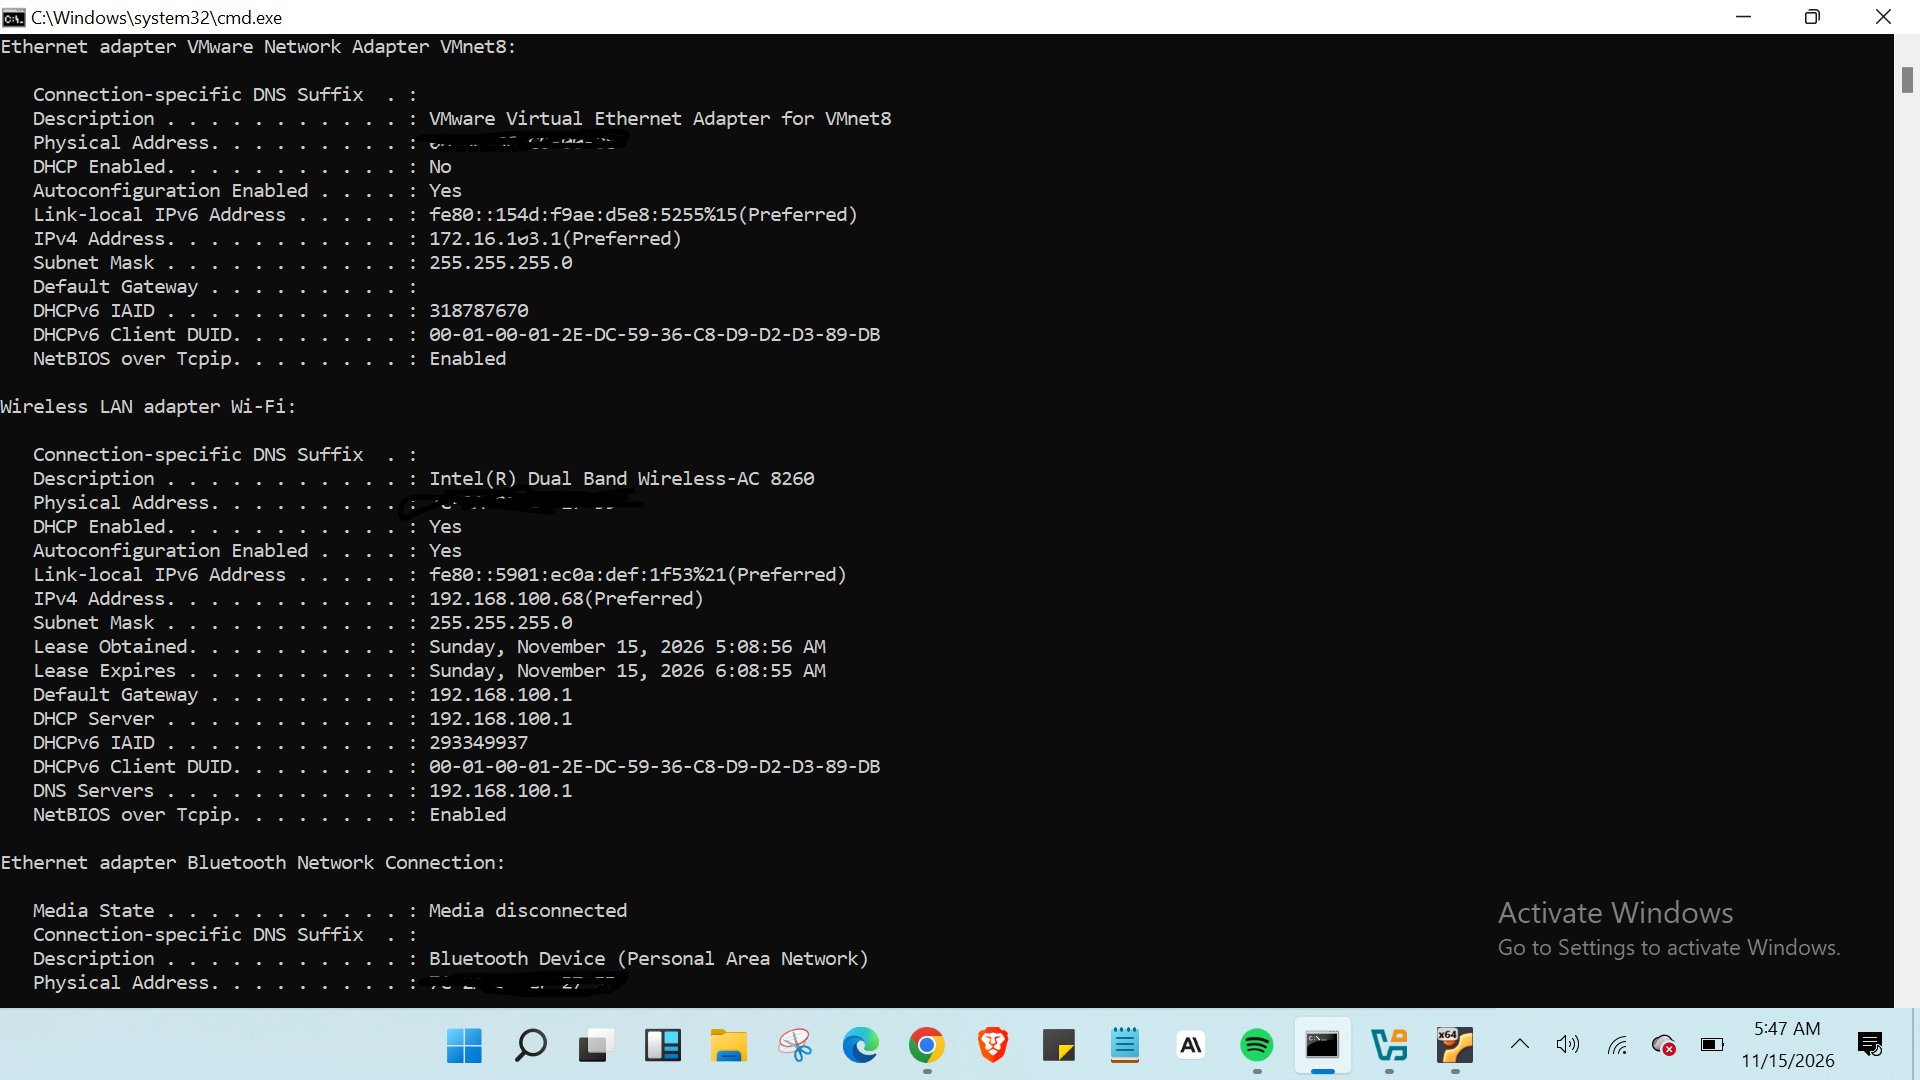 C:\Windows\system32\cmd.exe
Ethernet adapter VMware Network Adapter VMnet8:
Connection-specific DNS Suffix  . :
Description . . . . . . . . . . . : VMware Virtual Ethernet Adapter for VMnet8
Physical Address. . . . . . . . . :
DHCP Enabled. . . . . . . . . . . : No
Autoconfiguration Enabled . . . . : Yes
Link-local IPv6 Address . . . . . : fe80::154d:f9ae:d5e8:5255%15(Preferred)
IPv4 Address. . . . . . . . . . . : 172.16.103.1(Preferred)
Subnet Mask . . . . . . . . . . . : 255.255.255.0
Default Gateway . . . . . . . . . :
DHCPv6 IAID . . . . . . . . . . . : 318787670
DHCPv6 Client DUID. . . . . . . . : 00-01-00-01-2E-DC-59-36-C8-D9-D2-D3-89-DB
NetBIOS over Tcpip. . . . . . . . : Enabled
Wireless LAN adapter Wi-Fi:
Connection-specific DNS Suffix  . :
Description . . . . . . . . . . . : Intel(R) Dual Band Wireless-AC 8260
Physical Address. . . . . . . . . :
DHCP Enabled. . . . . . . . . . . : Yes
Autoconfiguration Enabled . . . . : Yes
Link-local IPv6 Address . . . . . : fe80::5901:ec0a:def:1f53%21(Preferred)
IPv4 Address. . . . . . . . . . . : 192.168.100.68(Preferred)
Subnet Mask . . . . . . . . . . . : 255.255.255.0
Lease Obtained. . . . . . . . . . : Sunday, November 15, 2026 5:08:56 AM
Lease Expires . . . . . . . . . . : Sunday, November 15, 2026 6:08:55 AM
Default Gateway . . . . . . . . . : 192.168.100.1
DHCP Server . . . . . . . . . . . : 192.168.100.1
DHCPv6 IAID . . . . . . . . . . . : 293349937
DHCPv6 Client DUID. . . . . . . . : 00-01-00-01-2E-DC-59-36-C8-D9-D2-D3-89-DB
DNS Servers . . . . . . . . . . . : 192.168.100.1
NetBIOS over Tcpip. . . . . . . . : Enabled
Ethernet adapter Bluetooth Network Connection:
Media State . . . . . . . . . . . : Media disconnected
Connection-specific DNS Suffix  . :
Description . . . . . . . . . . . : Bluetooth Device (Personal Area Network)
Physical Address. . . . . . . . . :
Activate Windows
Go to Settings to activate Windows.
x64
5:47 AM
11/15/2026